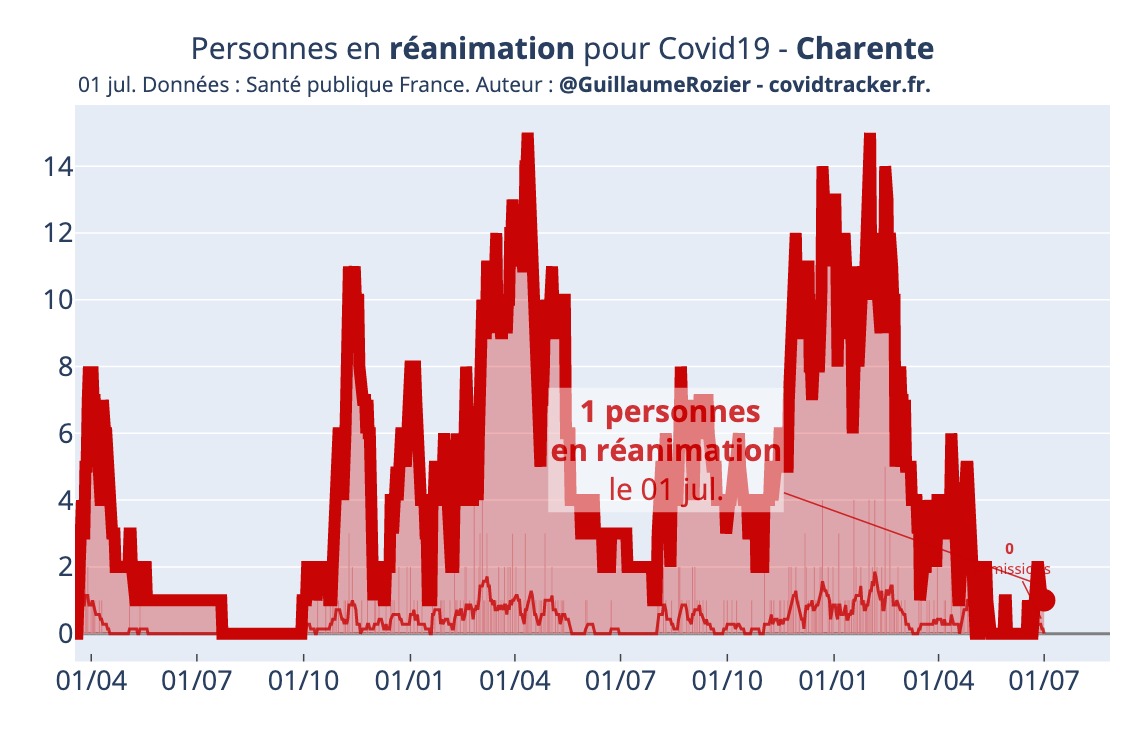 Personnes en réanimation pour Covid19 - Charente
01 jul. Données : Santé publique France. Auteur : @GuillaumeRozier - covidtracker.fr.
14
12
10
8
6
4
2
0
1 personnes
en réanimation
le 01 jul.
0
01/04 01/07 01/10 01/01 01/04 01/07 01/10 01/01 01/04 01/07